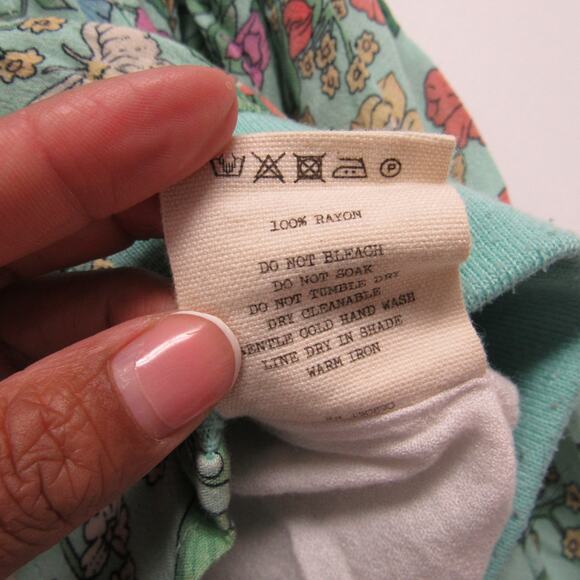 P
100% RAYON
DO NOT BLEACH
DO NOT SOAK
DO NOT TUMBLE DRY
DRY CLEANABLE
GENTLE COLD HAND WASH
LINE DRY IN SHADE
WARM IRON